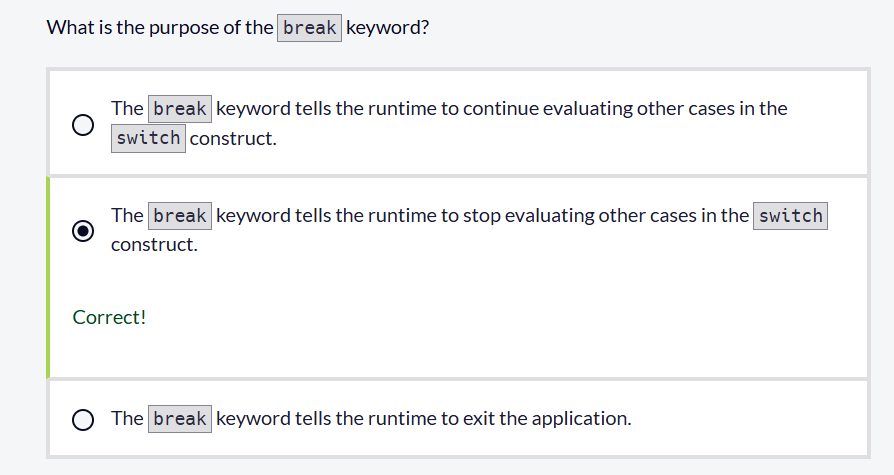 What is the purpose of the break keyword?
The break keyword tells the runtime to continue evaluating other cases in the
switch construct.
The break keyword tells the runtime to stop evaluating other cases in the switch
construct.
Correct!
The break keyword tells the runtime to exit the application.